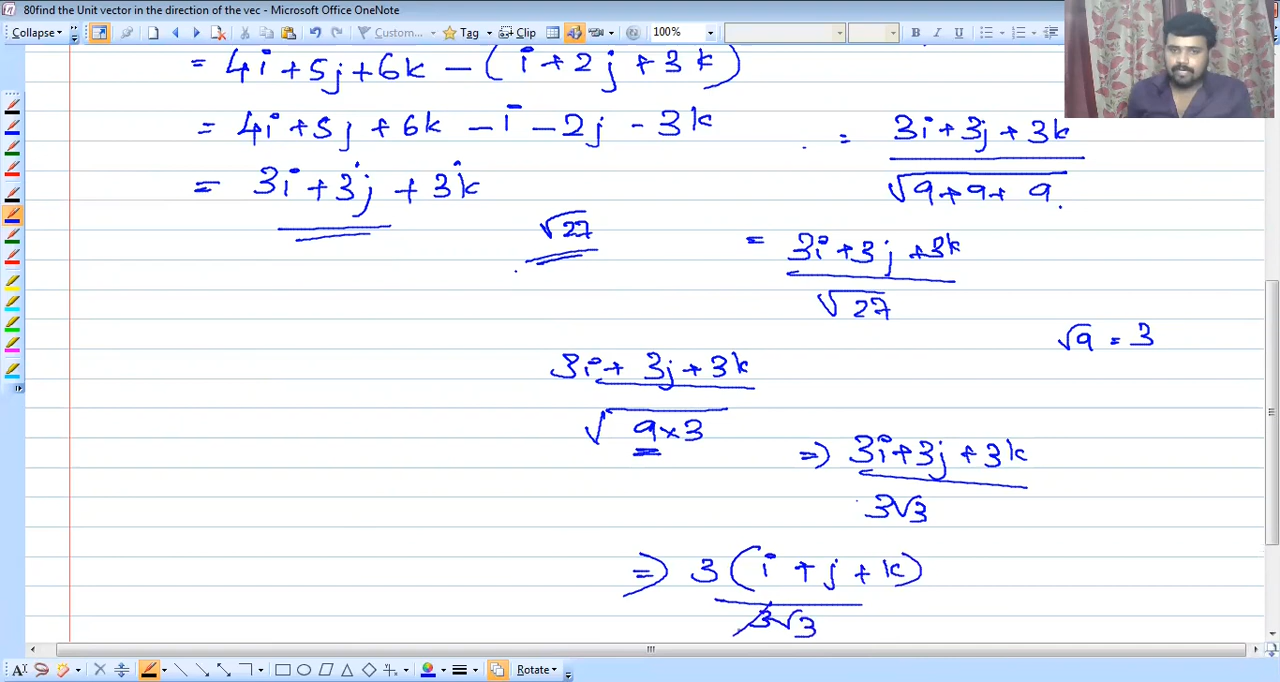 80find the Unit vector in the direction of the vec - Microsoft Office OneNote
Collapse Custom... Tag Clip 100% B I U
= 4i+5j+6k - (i+2j+3k)
= 4i+5j+6k -i-2j-3k
= 3i+3j+3k
√27
= 3i+3j+3k
√9+9+9
= 3i+3j+3k
√27
√9 = 3
3i+3j+3k
√9×3
=) 3i+3j+3k
3√3
=) 3(i+j+k)
3√3
Rotate